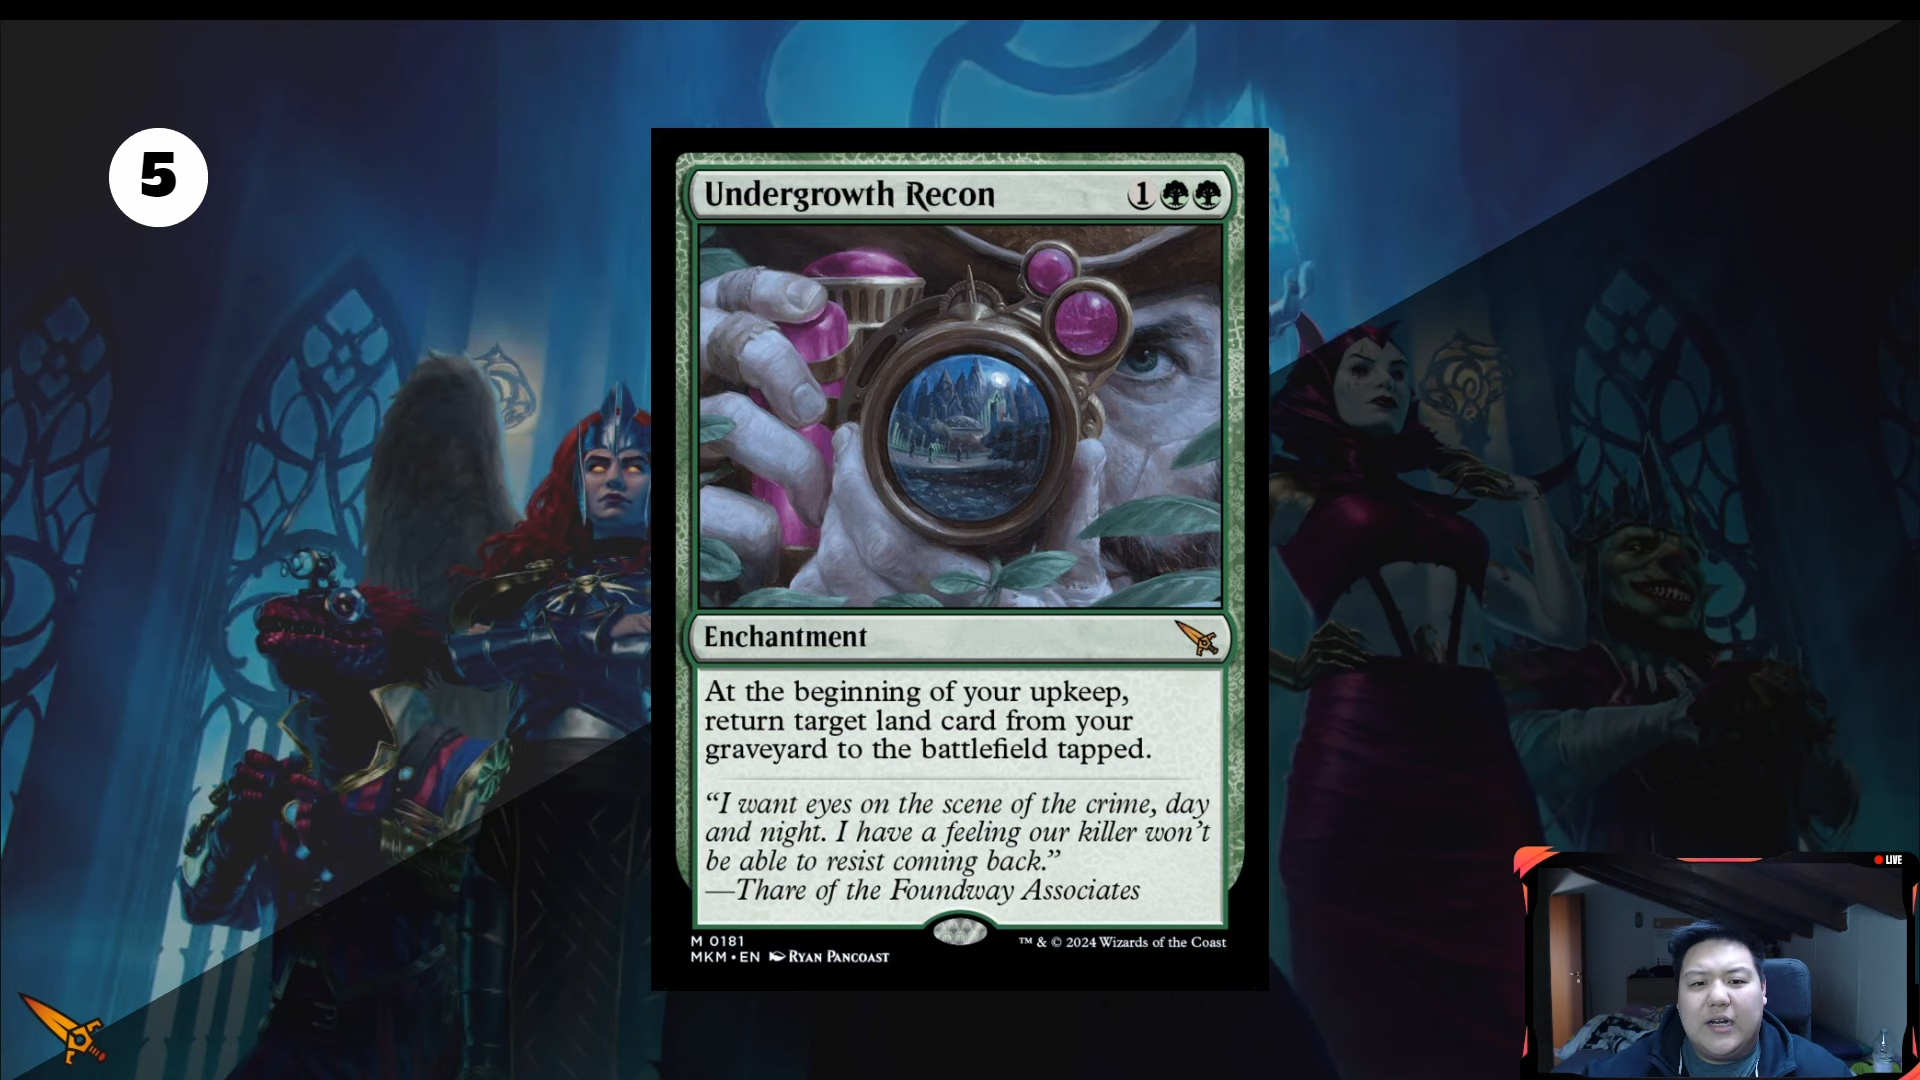 5
Undergrowth Recon 1
Enchantment
At the beginning of your upkeep,
return target land card from your
graveyard to the battlefield tapped.
“I want eyes on the scene of the crime, day
and night. I have a feeling our killer won’t
be able to resist coming back.”
—Thare of the Foundway Associates
M 0181
MKM • EN Ryan Pancoast
™ & © 2024 Wizards of the Coast
LIVE